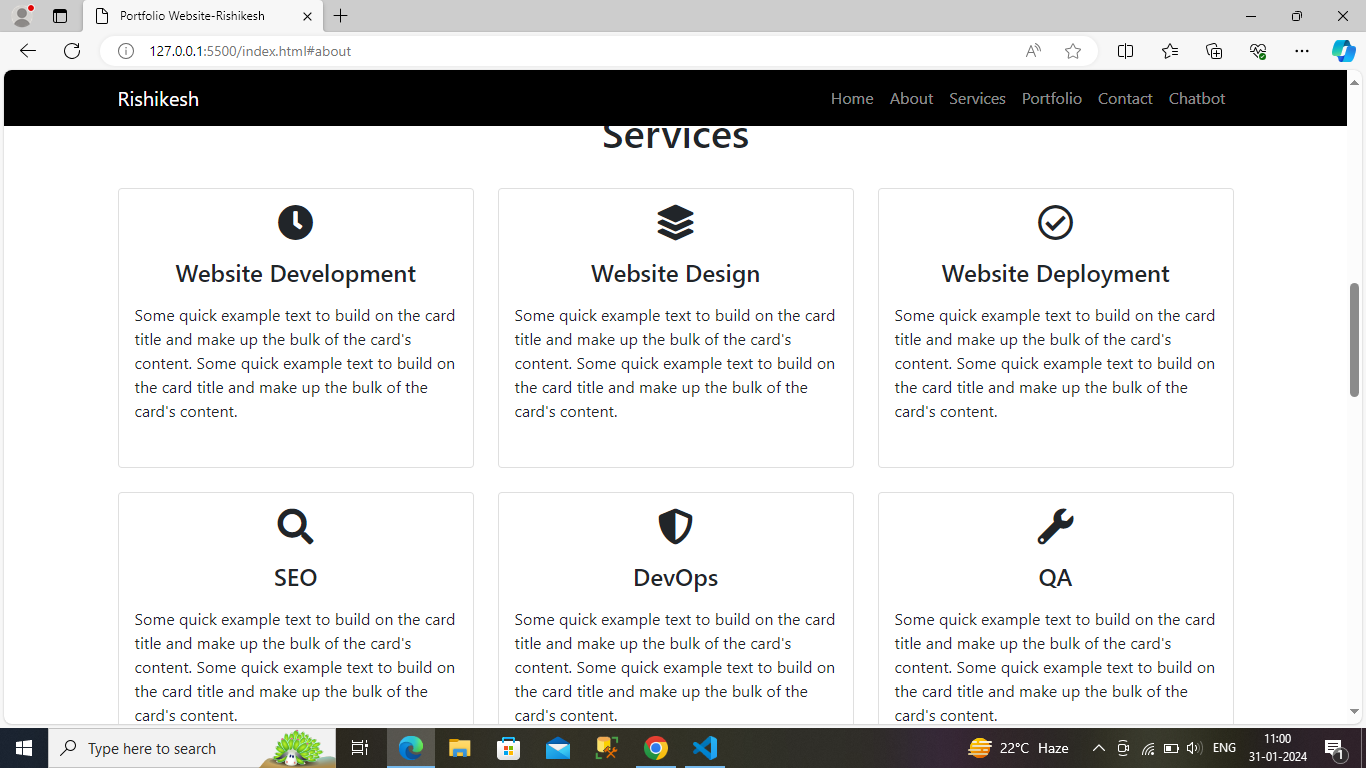 Portfolio Website-Rishikesh
127.0.0.1:5500/index.html#about
Rishikesh
Home About Services Portfolio Contact Chatbot
Services
Website Development
Some quick example text to build on the card
title and make up the bulk of the card's
content. Some quick example text to build on
the card title and make up the bulk of the
card's content.
Website Design
Some quick example text to build on the card
title and make up the bulk of the card's
content. Some quick example text to build on
the card title and make up the bulk of the
card's content.
Website Deployment
Some quick example text to build on the card
title and make up the bulk of the card's
content. Some quick example text to build on
the card title and make up the bulk of the
card's content.
SEO
Some quick example text to build on the card
title and make up the bulk of the card's
content. Some quick example text to build on
the card title and make up the bulk of the
card's content.
DevOps
Some quick example text to build on the card
title and make up the bulk of the card's
content. Some quick example text to build on
the card title and make up the bulk of the
card's content.
QA
Some quick example text to build on the card
title and make up the bulk of the card's
content. Some quick example text to build on
the card title and make up the bulk of the
card's content.
Type here to search
22°C Haze
ENG
11:00
31-01-2024
1